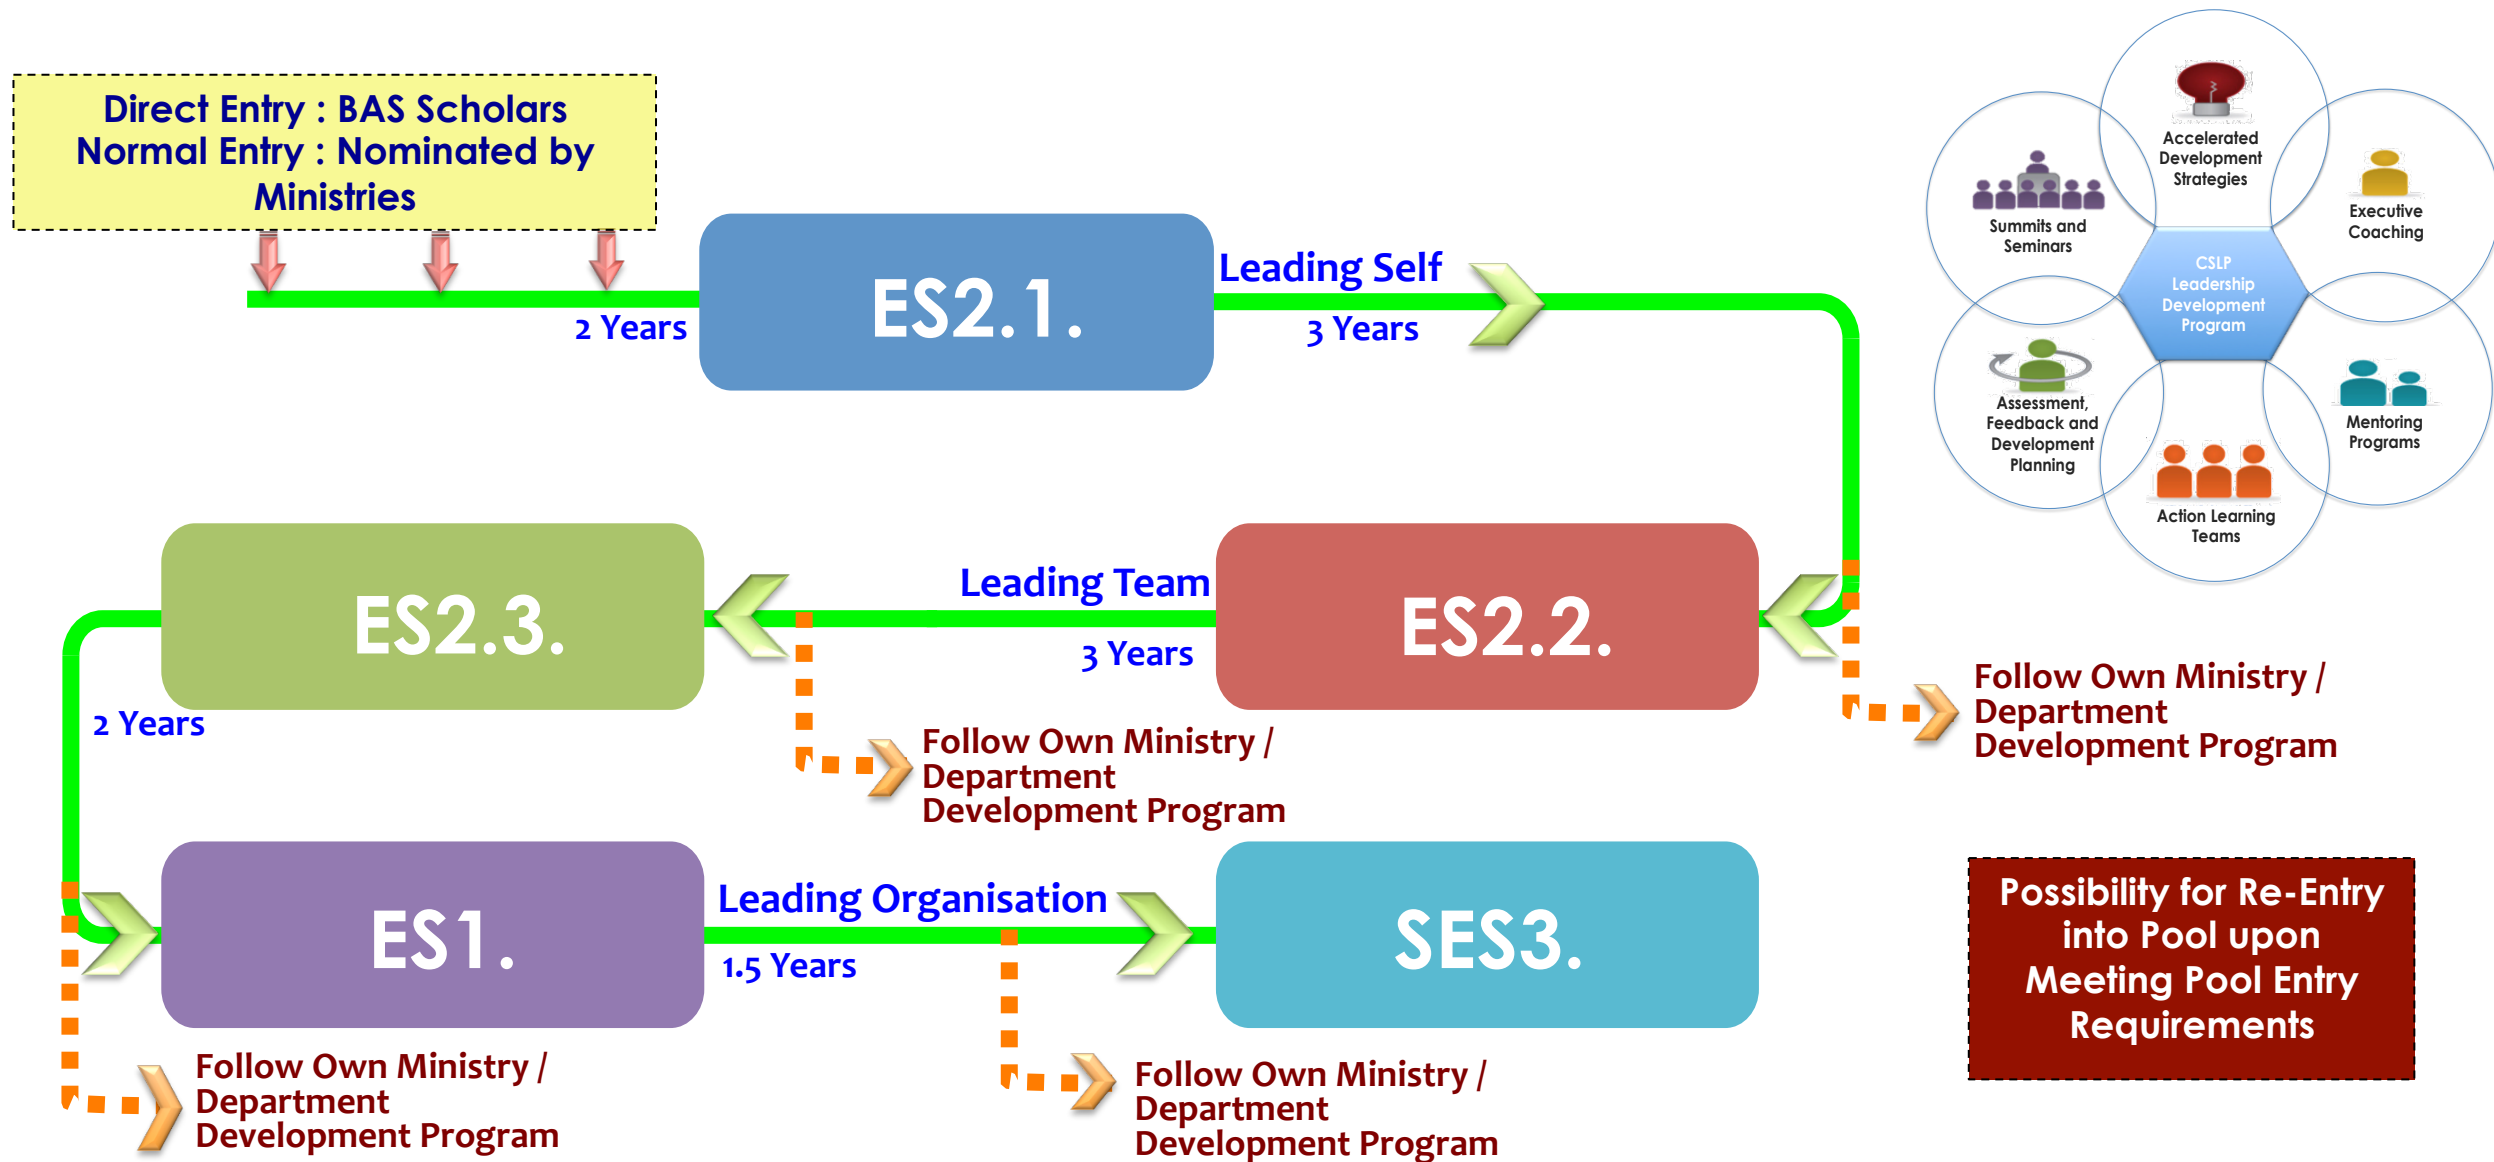 Direct Entry : BAS Scholars
Normal Entry : Nominated by
Ministries
2 Years
ES2.1.
Leading Self
3 Years
Accelerated
Development
Strategies
Executive
Coaching
Summits and
Seminars
CSLP
Leadership
Development
Program
Assessment,
Feedback and
Development
Planning
Mentoring
Programs
Action Learning
Teams
ES2.3.
Leading Team
3 Years
ES2.2.
Follow Own Ministry /
Department
Development Program
2 Years
Follow Own Ministry /
Department
Development Program
ES1.
Leading Organisation
1.5 Years
SES3.
Possibility for Re-Entry
into Pool upon
Meeting Pool Entry
Requirements
Follow Own Ministry /
Department
Development Program
Follow Own Ministry /
Department
Development Program